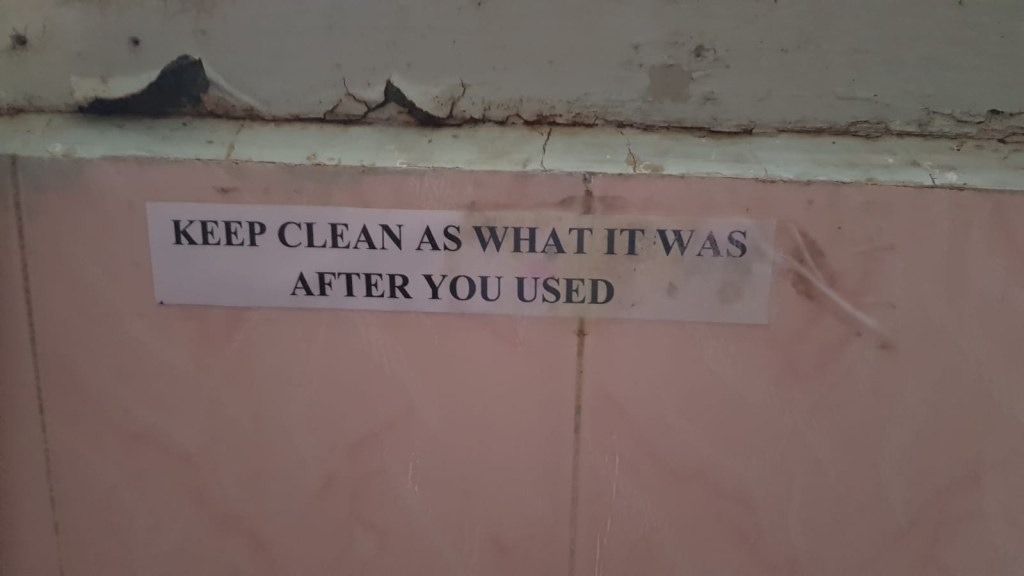 KEEP CLEAN AS WHAT IT WAS
AFTER YOU USED